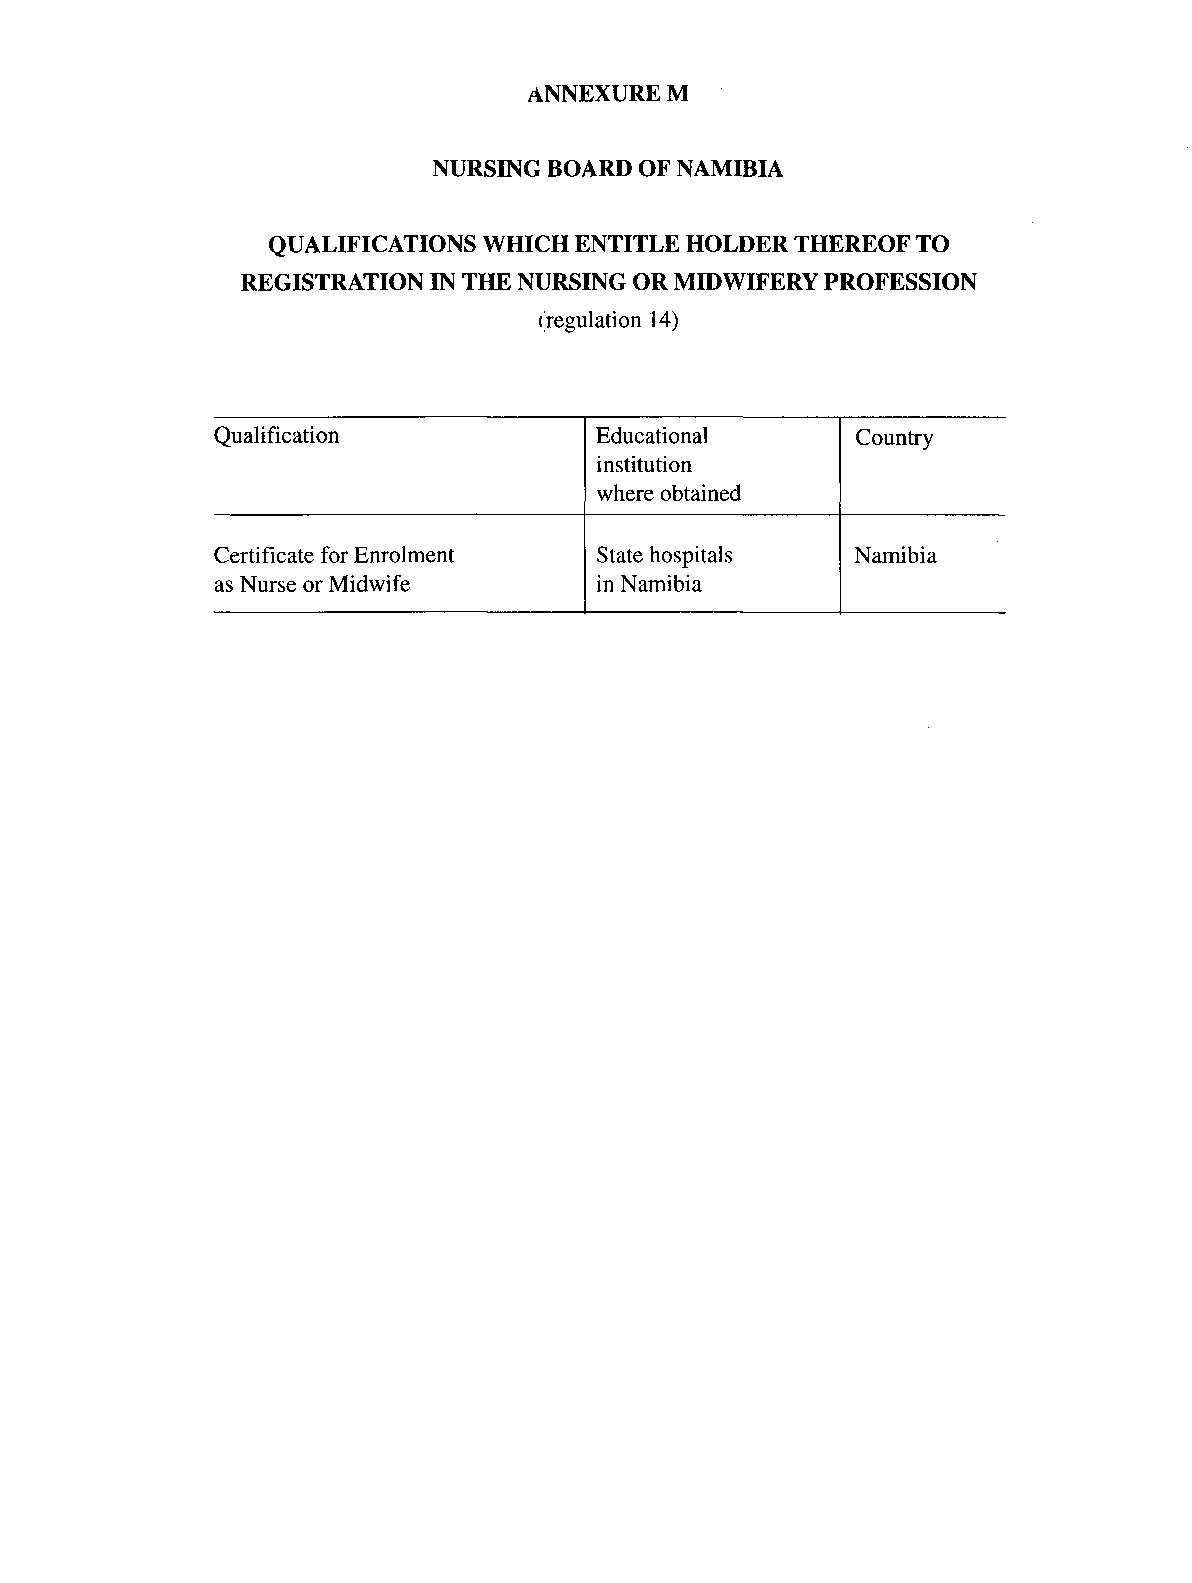 ANNEXURE M
NURSING BOARD OF NAMIBIA
QUALIFICATIONS WHICH ENTITLE HOLDER THEREOF TO
REGISTRATION IN THE NURSING OR MIDWIFERY PROFESSION
(regulation 14)
Qualification
Educational
institution
where obtained
Country
Certificate for Enrolment
as Nurse or Midwife
State hospitals
in Namibia
Namibia